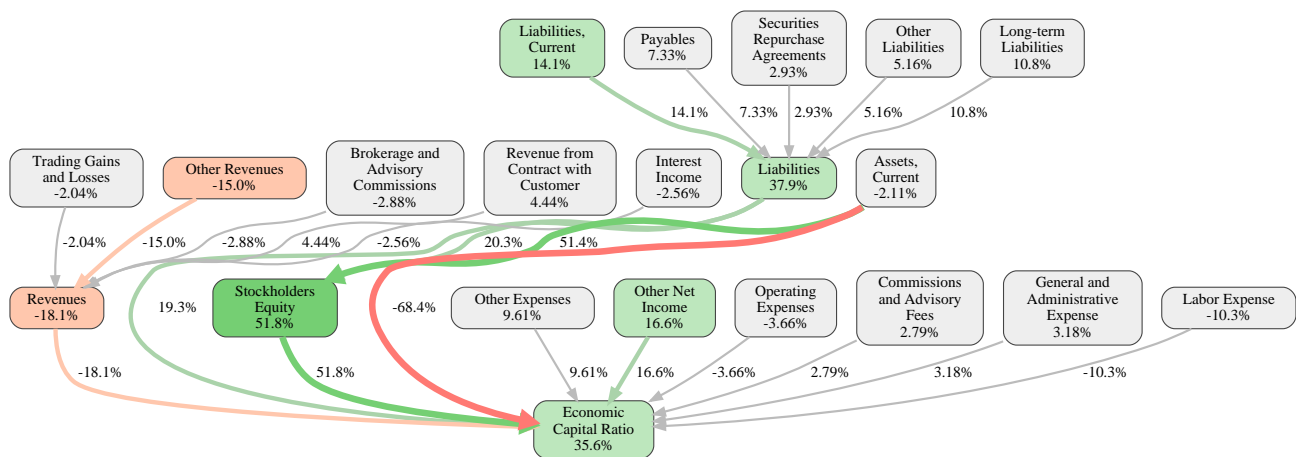 Liabilities,
Current
14.1%
Payables
7.33%
Securities
Repurchase
Agreements
2.93%
Other
Liabilities
5.16%
Long-term
Liabilities
10.8%
14.1%
7.33%
2.93%
5.16%
10.8%
Trading Gains
and Losses
-2.04%
Other Revenues
-15.0%
Brokerage and
Advisory
Commissions
-2.88%
Revenue from
Contract with
Customer
4.44%
Interest
Income
-2.56%
Liabilities
37.9%
Assets,
Current
-2.11%
-2.04%
-15.0%
-2.88%
4.44%
-2.56%
20.3%
51.4%
Revenues
-18.1%
19.3%
Stockholders
Equity
51.8%
-68.4%
Other Expenses
9.61%
Other Net
Income
16.6%
Operating
Expenses
-3.66%
Commissions
and Advisory
Fees
2.79%
General and
Administrative
Expense
3.18%
Labor Expense
-10.3%
-18.1%
51.8%
9.61%
16.6%
-3.66%
2.79%
3.18%
-10.3%
Economic
Capital Ratio
35.6%